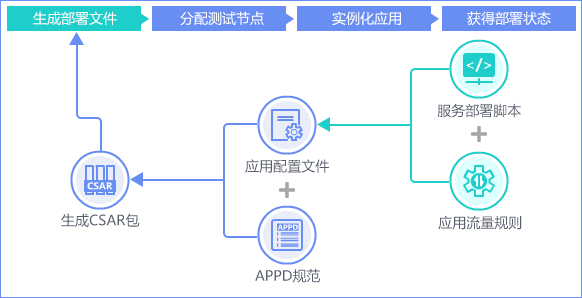 生成部署文件
分配测试节点
实例化应用
获得部署状态
</>
服务部署脚本
应用配置文件
CSAR
生成CSAR包
APPD
应用流量规则
APPD规范